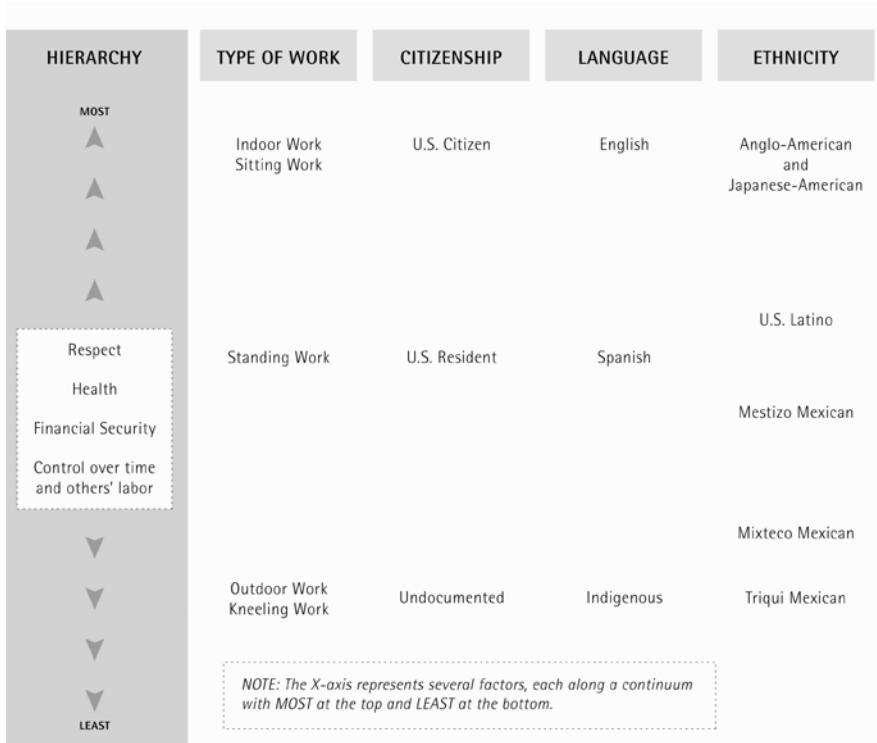 HIERARCHY
TYPE OF WORK
CITIZENSHIP
LANGUAGE
ETHNICITY
MOST
Indoor Work
Sitting Work
U.S. Citizen
English
Anglo-American
and
Japanese-American
U.S. Latino
Respect
Health
Financial Security
Control over time
and others' labor
Standing Work
U.S. Resident
Spanish
Mestizo Mexican
Mixteco Mexican
Outdoor Work
Kneeling Work
Undocumented
Indigenous
Triqui Mexican
NOTE: The X-axis represents several factors, each along a continuum
with MOST at the top and LEAST at the bottom.
LEAST